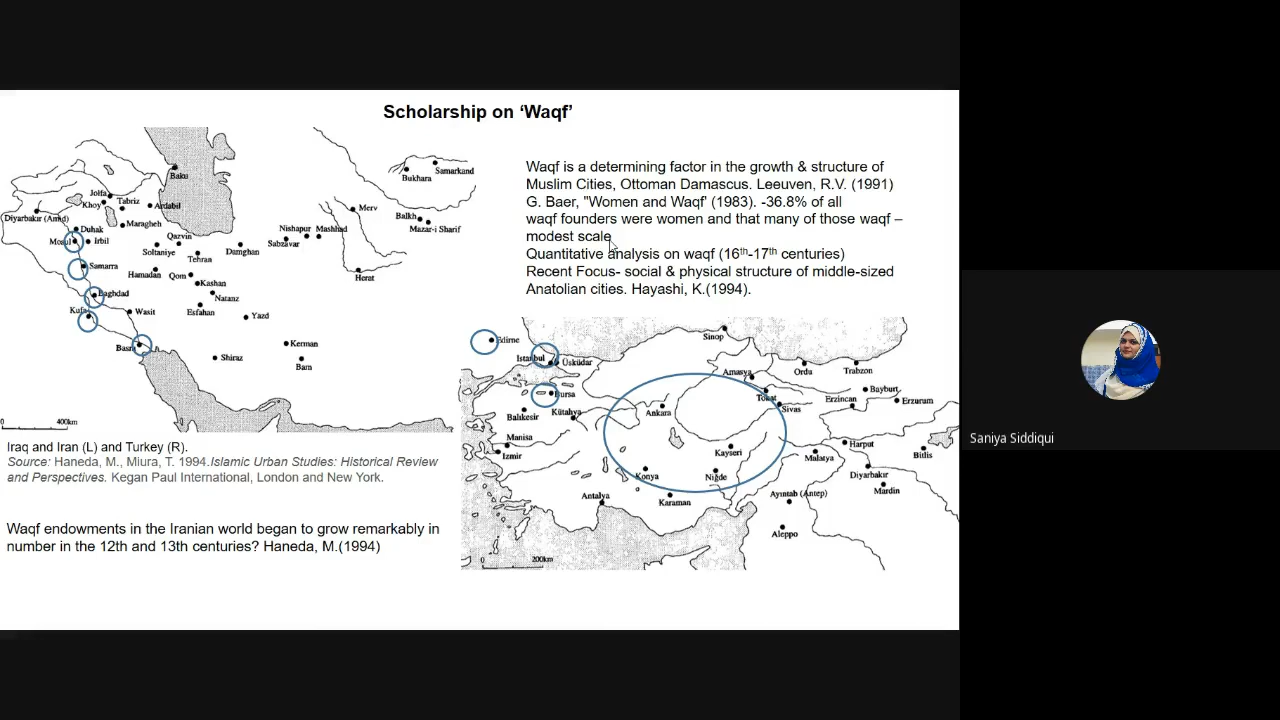 Scholarship on ‘Waqf’
Baku
Bukhara
Samarkand
Jolfa
Khoy
Tabriz
Ardabil
Merv
Diyarbakir (Amid)
Maragheh
Balkh
Mazar-i Sharif
Duhak
Mosul
Irbil
Qazvin
Soltaniye
Tehran
Damghan
Sabzavar
Nishapur
Mashhad
Samarra
Hamadan
Qom
Kashan
Herat
Baghdad
Natanz
Kufa
Wasit
Esfahan
Yazd
Basra
Kerman
Shiraz
Bam
0 400km
Iraq and Iran (L) and Turkey (R).
Source: Haneda, M., Miura, T. 1994.Islamic Urban Studies: Historical Review
and Perspectives. Kegan Paul International, London and New York.
Waqf endowments in the Iranian world began to grow remarkably in
number in the 12th and 13th centuries? Haneda, M.(1994)
Waqf is a determining factor in the growth & structure of
Muslim Cities, Ottoman Damascus. Leeuven, R.V. (1991)
G. Baer, "Women and Waqf' (1983). -36.8% of all
waqf founders were women and that many of those waqf –
modest scale
Quantitative analysis on waqf (16th-17th centuries)
Recent Focus- social & physical structure of middle-sized
Anatolian cities. Hayashi, K.(1994).
Edirne
Istanbul
Üsküdar
Sinop
Amasya
Ordu
Trabzon
Bursa
Tokat
Sivas
Bayburt
Erzincan
Erzurum
Balıkesir
Kütahya
Ankara
Manisa
Izmir
Kayseri
Harput
Malatya
Bitlis
Konya
Niğde
Diyarbakır
Mardin
Antalya
Karaman
Ayıntab (Antep)
Aleppo
0 200km
Saniya Siddiqui